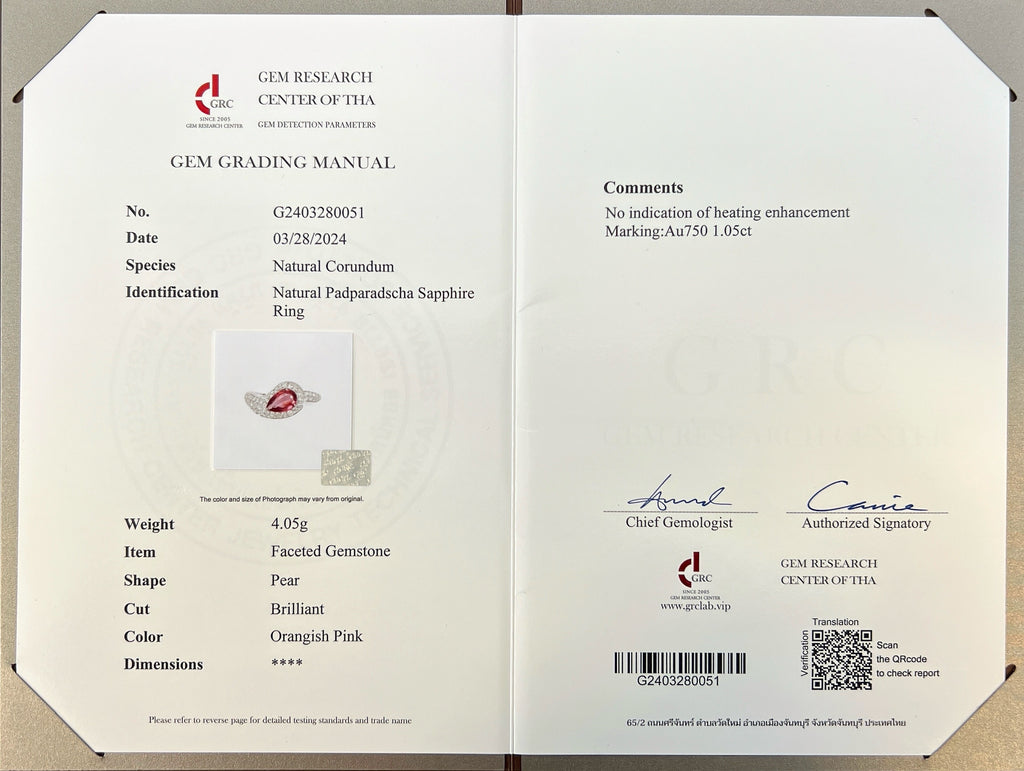 GRC
SINCE 2005
GEM RESEARCH CENTER
GEM RESEARCH
CENTER OF THA
GEM DETECTION PARAMETERS
GEM GRADING MANUAL
No. G2403280051
Date 03/28/2024
Species Natural Corundum
Identification Natural Padparadscha Sapphire
Ring
The color and size of Photograph may vary from original.
Weight 4.05g
Item Faceted Gemstone
Shape Pear
Cut Brilliant
Color Orangish Pink
Dimensions ****
Please refer to reverse page for detailed testing standards and trade name
Comments
No indication of heating enhancement
Marking:Au750 1.05ct
GRC
GEM RESEARCH CENTER
Chief Gemologist
Authorized Signatory
GRC
SINCE 2005
GEM RESEARCH CENTER
www.grclab.vip
GEM RESEARCH
CENTER OF THA
G2403280051
Translation
Verification
Scan
the QRcode
to check report
65/2 ถนนศรีจันทร์ ตำบลวัดใหม่ อำเภอเมืองจันทบุรี จังหวัดจันทบุรี ประเทศไทย